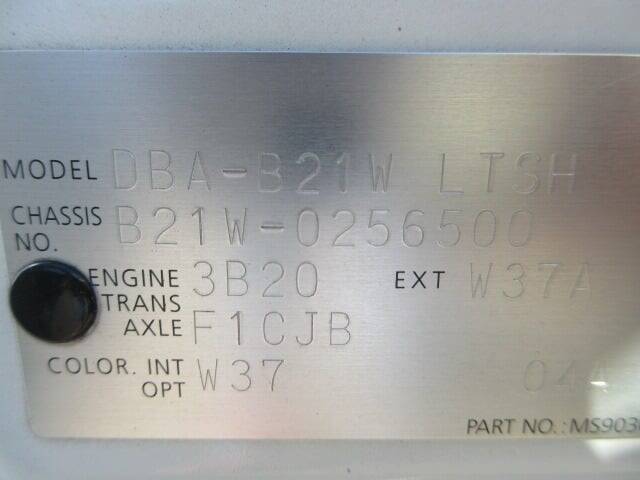 MODEL DBA-B21W LTSH
CHASSIS NO. B21W-0256500
ENGINE 3B20 EXT W37A
TRANS AXLE F1CJB
COLOR. INT OPT W37 04
PART NO.:MS903